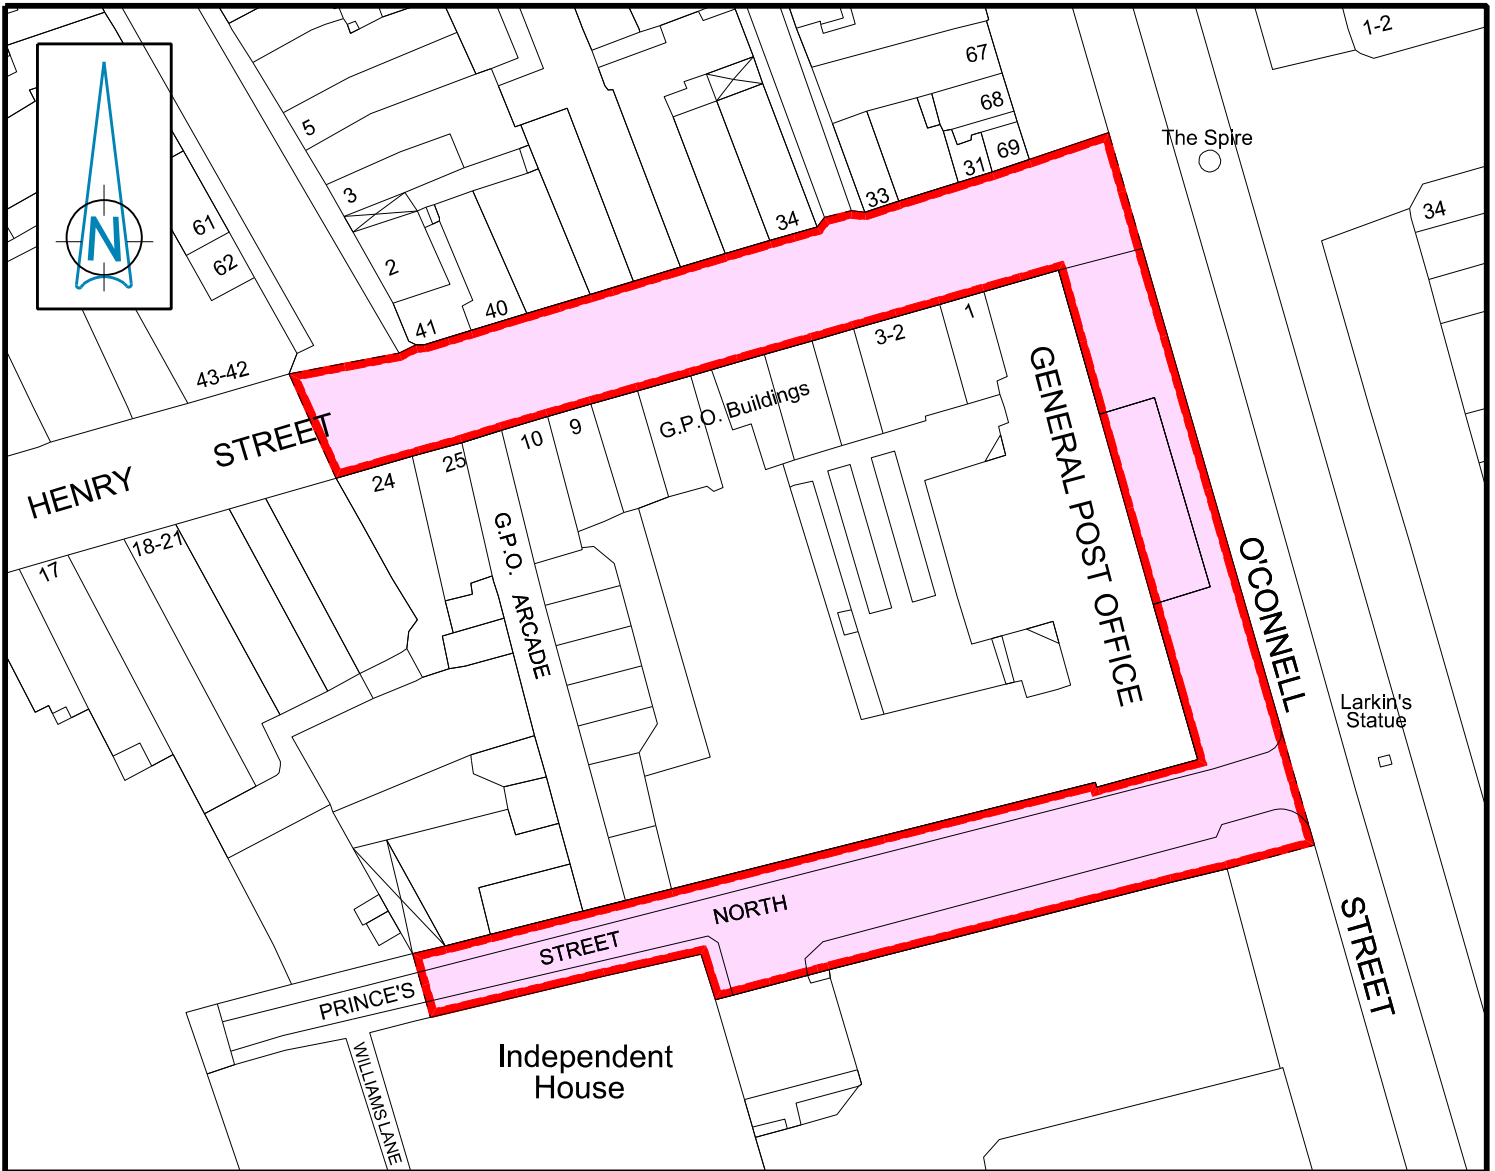 1-2
67
68
69
31
33
34
The Spire
34
5
3
2
61
62
N
41
40
43-42
HENRY STREET
3-2
1
G.P.O. Buildings
10
9
25
24
18-21
17
G.P.O. ARCADE
GENERAL POST OFFICE
O'CONNELL STREET
Larkin's
Statue
PRINCE'S STREET NORTH
WILLIAMS LANE
Independent
House